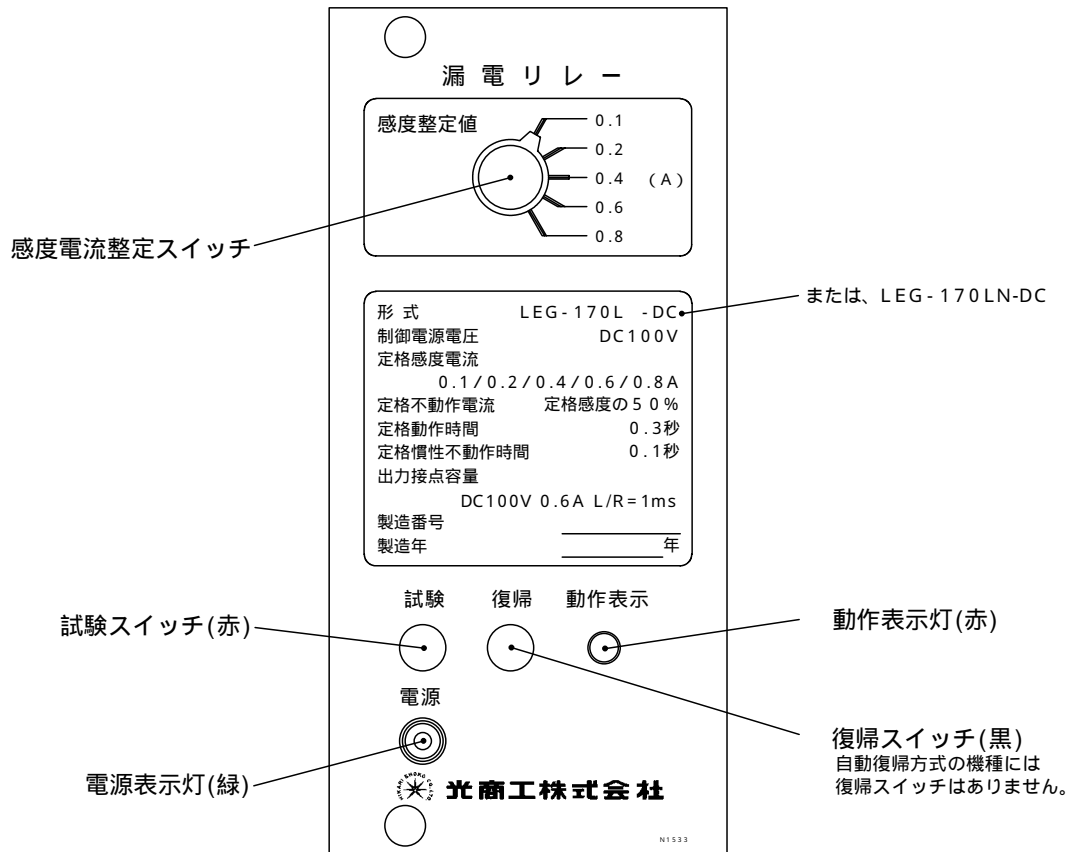 漏電リレー
感度整定値
0.1
0.2
0.4 (A)
0.6
0.8
感度電流整定スイッチ
または、LEG-170LN-DC
形式 LEG-170L -DC
制御電源電圧 DC100V
定格感度電流
0.1/0.2/0.4/0.6/0.8A
定格不動作電流 定格感度の50%
定格動作時間 0.3秒
定格慣性不動作時間 0.1秒
出力接点容量
DC100V 0.6A L/R=1ms
製造番号
製造年 年
試験 復帰 動作表示
試験スイッチ(赤)
動作表示灯(赤)
電源
復帰スイッチ(黒)
自動復帰方式の機種には
復帰スイッチはありません。
電源表示灯(緑)
HIKARI SHOKO CO.,LTD.
光商工株式会社
N1533